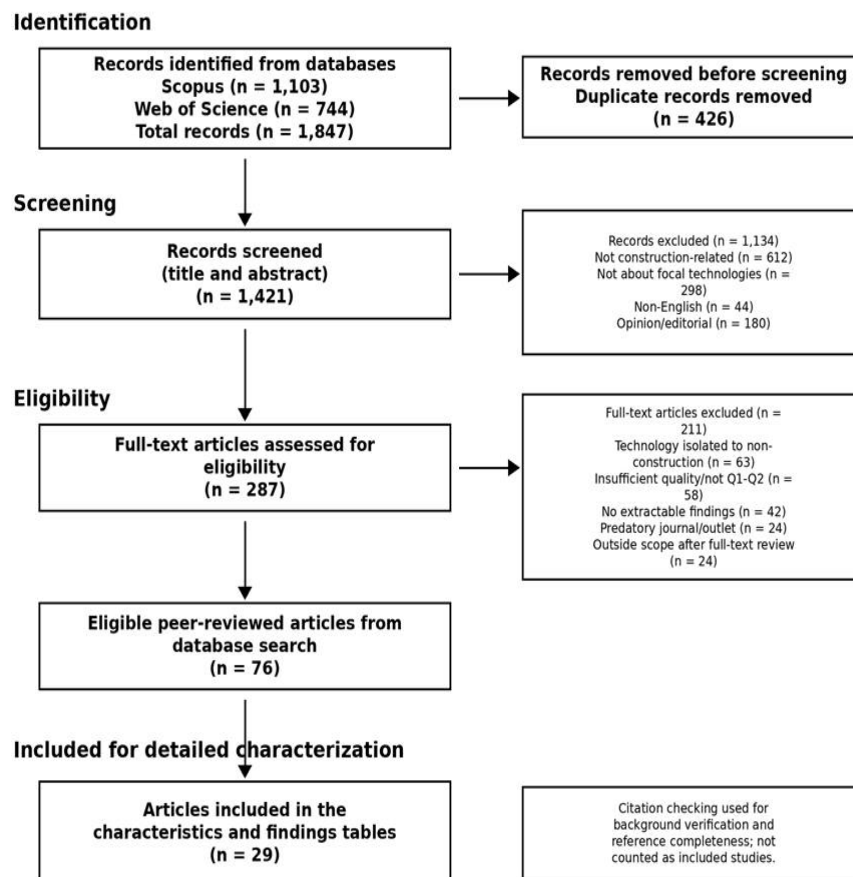 Identification
Records identified from databases
Scopus (n = 1,103)
Web of Science (n = 744)
Total records (n = 1,847)
Records removed before screening
Duplicate records removed
(n = 426)
Screening
Records screened
(title and abstract)
(n = 1,421)
Records excluded (n = 1,134)
Not construction-related (n = 612)
Not about focal technologies (n =
298)
Non-English (n = 44)
Opinion/editorial (n = 180)
Eligibility
Full-text articles assessed for
eligibility
(n = 287)
Full-text articles excluded (n =
211)
Technology isolated to non-
construction (n = 63)
Insufficient quality/not Q1-Q2 (n =
58)
No extractable findings (n = 42)
Predatory journal/outlet (n = 24)
Outside scope after full-text review
(n = 24)
Eligible peer-reviewed articles from
database search
(n = 76)
Included for detailed characterization
Articles included in the
characteristics and findings tables
(n = 29)
Citation checking used for
background verification and
reference completeness; not
counted as included studies.